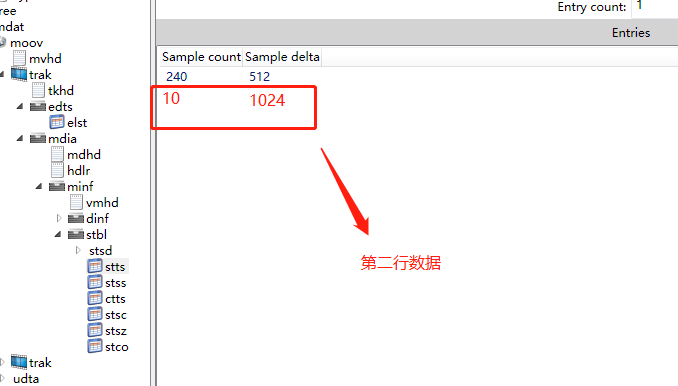 ree
mdat
moov
mvhd
trak
tkhd
edts
elst
mdia
mdhd
hdlr
minf
vmhd
dinf
stbl
stsd
stts
stss
ctts
stsc
stsz
stco
trak
udta
Entry count: 1
Entries
Sample count Sample delta
240 512
10 1024
第二行数据